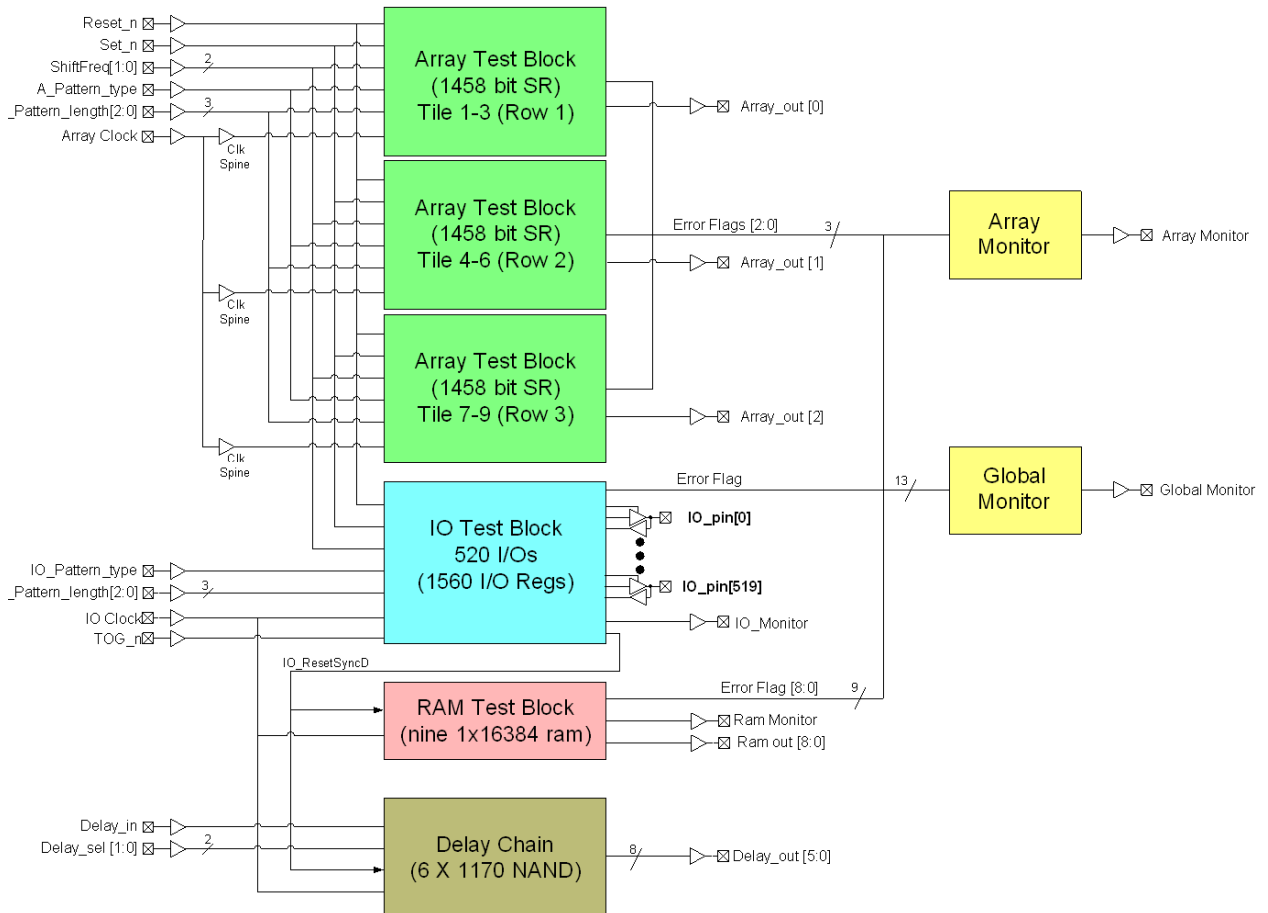 Reset_n
Set_n
ShiftFreq[1:0]
2
A_Pattern_type
_Pattern_length[2:0]
3
Array Clock
Clk
Spine
Array Test Block
(1458 bit SR)
Tile 1-3 (Row 1)
Array_out [0]
Array Test Block
(1458 bit SR)
Tile 4-6 (Row 2)
Error Flags [2:0]
3
Array_out [1]
Array
Monitor
Array Monitor
Clk
Spine
Array Test Block
(1458 bit SR)
Tile 7-9 (Row 3)
Array_out [2]
Clk
Spine
Error Flag
13
Global
Monitor
Global Monitor
IO Test Block
520 I/Os
(1560 I/O Regs)
IO_pin[0]
IO_pin[519]
IO_Monitor
IO_Pattern_type
_Pattern_length[2:0]
3
IO Clock
TOG_n
IO_ResetSyncD
RAM Test Block
(nine 1x16384 ram)
Error Flag [8:0]
9
Ram Monitor
Ram out [8:0]
Delay_in
Delay_sel [1:0]
2
Delay Chain
(6 X 1170 NAND)
8
Delay_out [5:0]